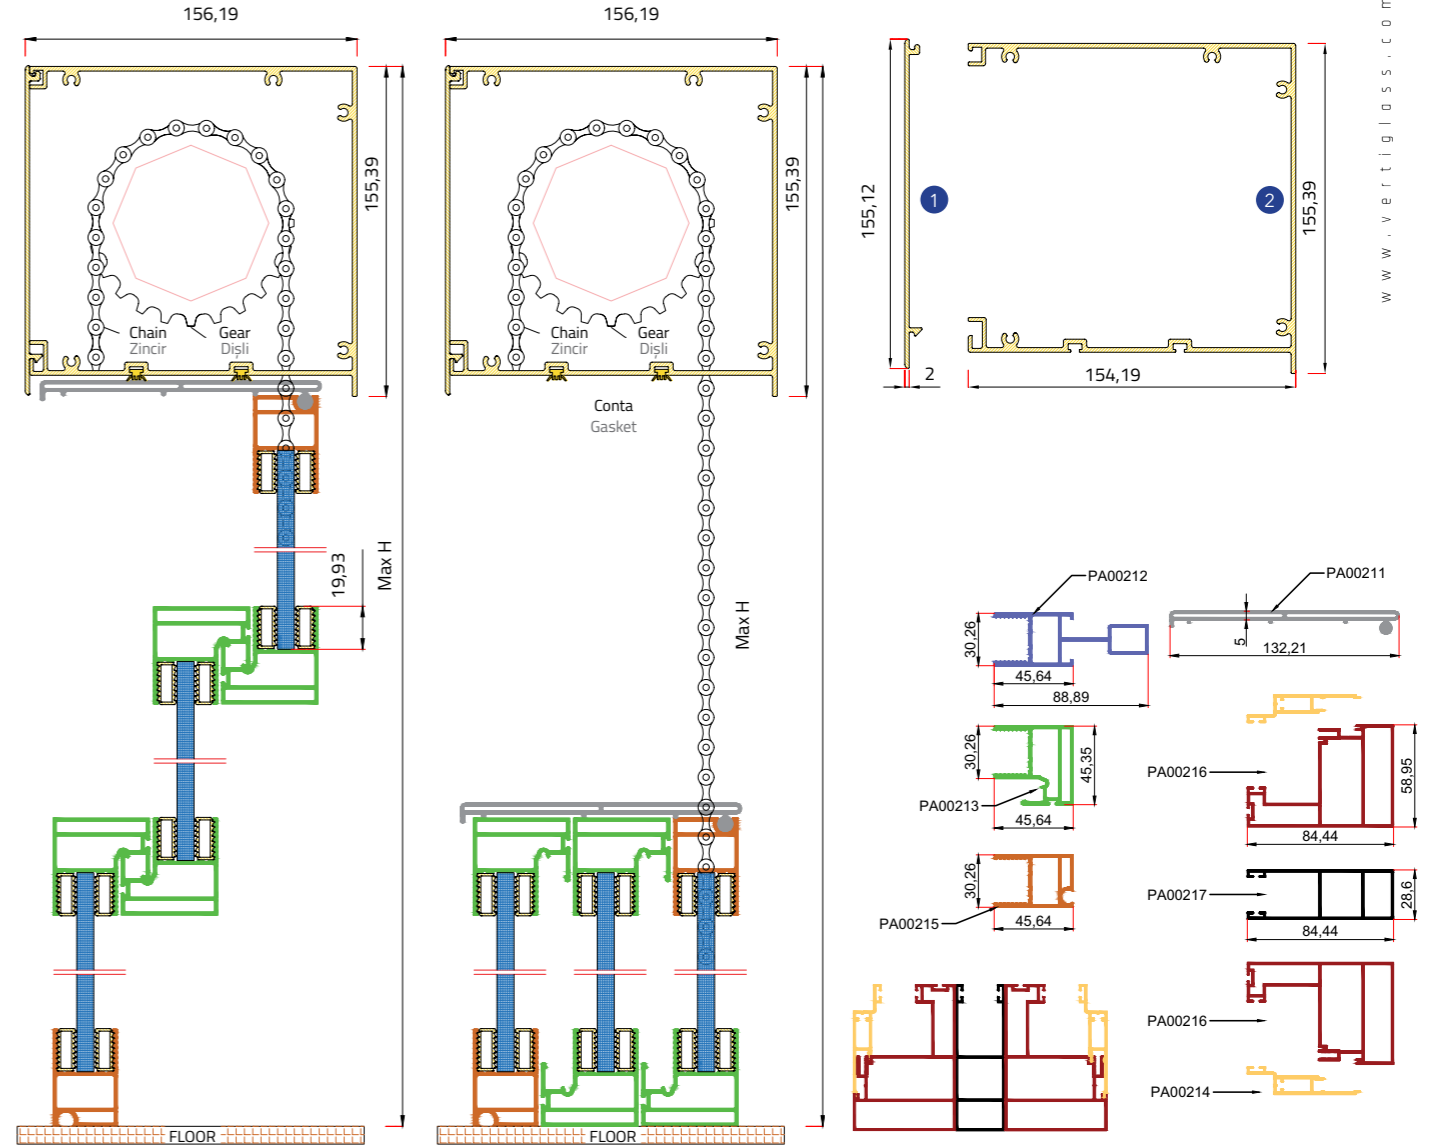 156,19
155,39
Chain
Zincir
Gear
Dişli
19,93
Max H
FLOOR
156,19
155,39
Chain
Zincir
Gear
Dişli
Conta
Gasket
Max H
FLOOR
155,12
1
2
2
154,19
155,39
www.vertiglass.com
PA00212
30,26
45,64
88,89
PA00211
5
132,21
30,26
PA00213
45,35
45,64
PA00216
58,95
84,44
30,26
PA00215
45,64
PA00217
28,6
84,44
PA00216
PA00214